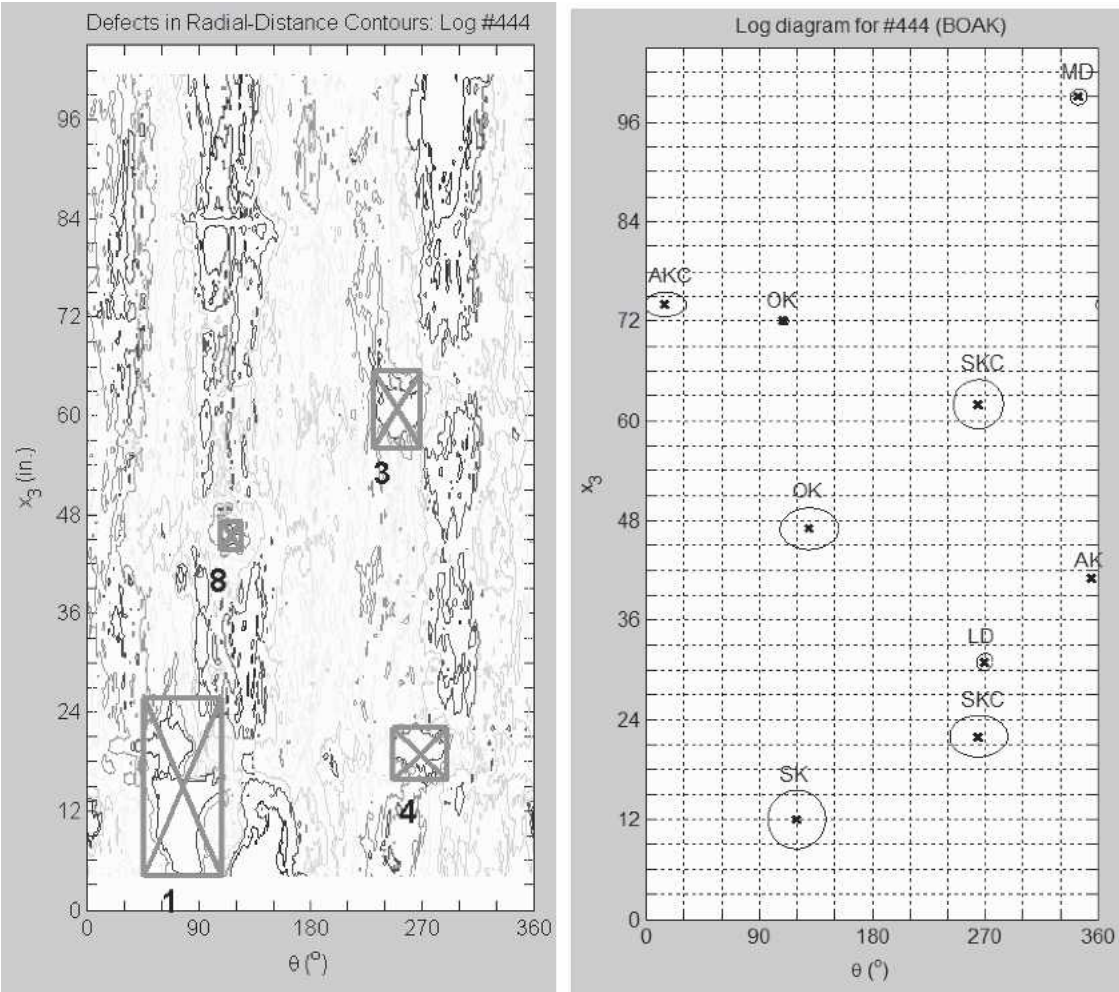 Defects in Radial-Distance Contours: Log #444
x3 (in.)
96
84
72
60
48
36
24
12
0
3
8
4
1
0 90 180 270 360
θ (°)
Log diagram for #444 (BOAK)
x3
96
84
72
60
48
36
24
12
0
MD
AKC
OK
SKC
OK
AK
LD
SKC
SK
0 90 180 270 360
θ (°)